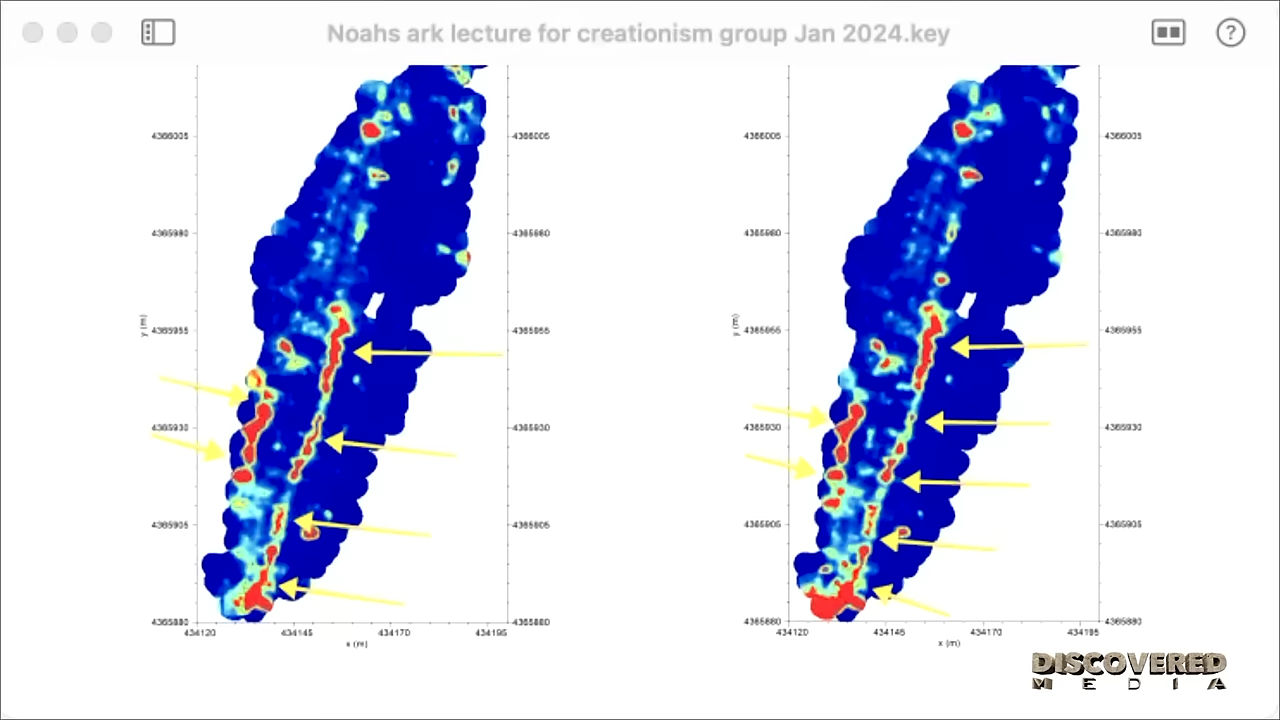 Noahs ark lecture for creationism group Jan 2024.key
?
4366005 4366005 4366005 4366005
4365980 4365980 4365980 4365980
y (m) y (m)
4365955 4365955 4365955 4365955
4365930 4365930 4365930 4365930
4365905 4365905 4365905 4365905
4365880 4365880 4365880 4365880
434120 434145 434170 434195 434120 434145 434170 434195
x (m) x (m)
DISCOVERED
MEDIA